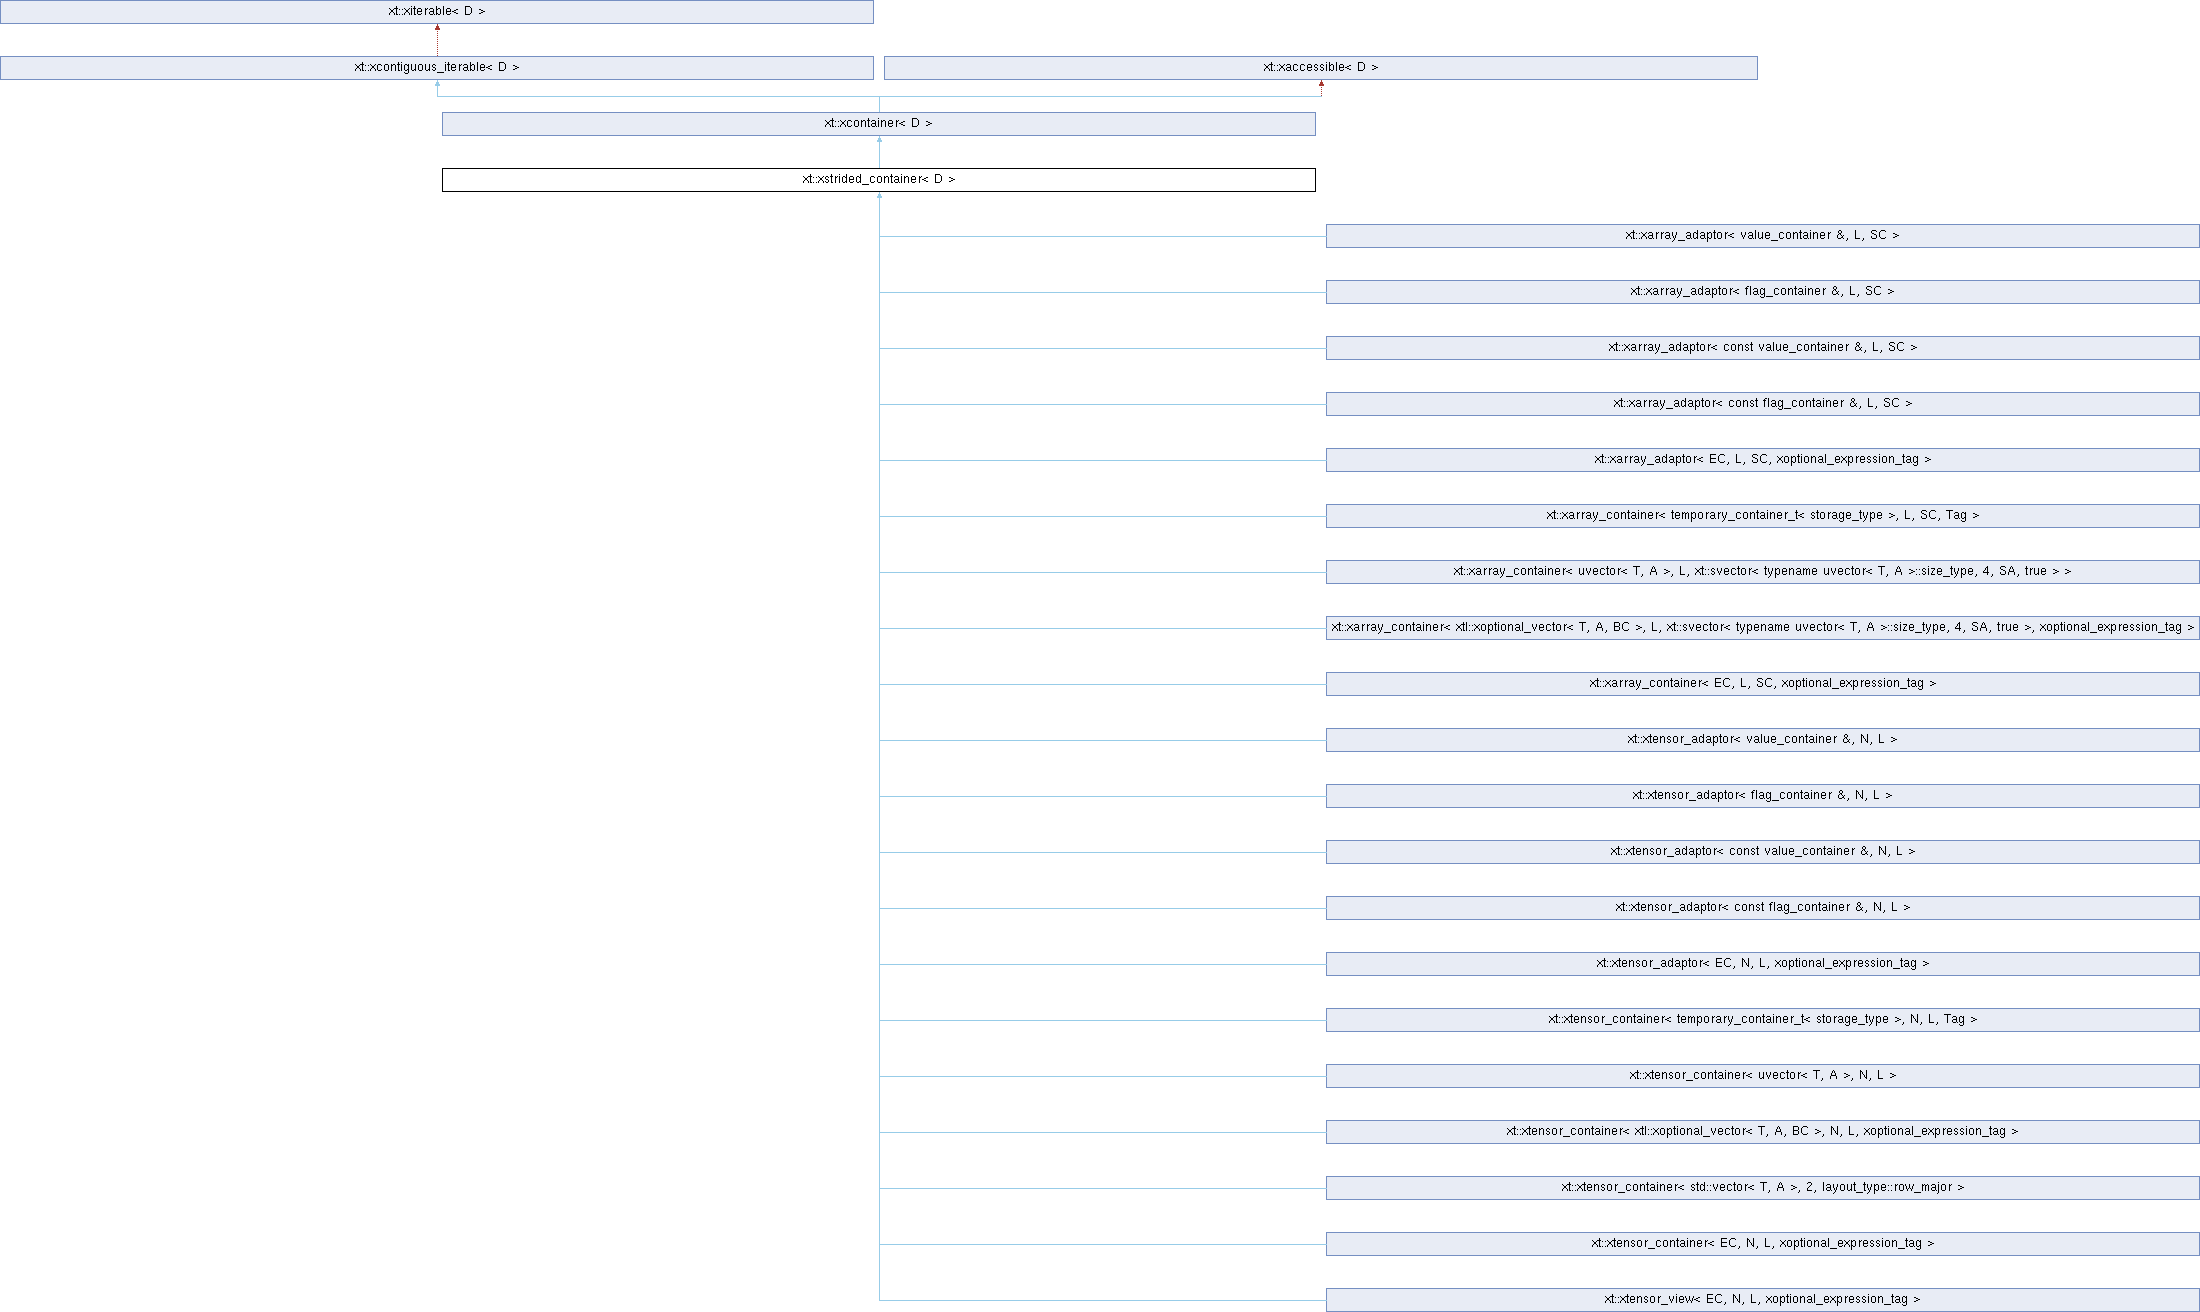 xt::xiterable< D >
xt::xcontiguous_iterable< D >
xt::xaccessible< D >
xt::xcontainer< D >
xt::xstrided_container< D >
xt::xarray_adaptor< value_container &, L, SC >
xt::xarray_adaptor< flag_container &, L, SC >
xt::xarray_adaptor< const value_container &, L, SC >
xt::xarray_adaptor< const flag_container &, L, SC >
xt::xarray_adaptor< EC, L, SC, xoptional_expression_tag >
xt::xarray_container< temporary_container_t< storage_type >, L, SC, Tag >
xt::xarray_container< uvector< T, A >, L, xt::svector< typename uvector< T, A >::size_type, 4, SA, true > >
xt::xarray_container< xtl::xoptional_vector< T, A, BC >, L, xt::svector< typename uvector< T, A >::size_type, 4, SA, true >, xoptional_expression_tag >
xt::xarray_container< EC, L, SC, xoptional_expression_tag >
xt::xtensor_adaptor< value_container &, N, L >
xt::xtensor_adaptor< flag_container &, N, L >
xt::xtensor_adaptor< const value_container &, N, L >
xt::xtensor_adaptor< const flag_container &, N, L >
xt::xtensor_adaptor< EC, N, L, xoptional_expression_tag >
xt::xtensor_container< temporary_container_t< storage_type >, N, L, Tag >
xt::xtensor_container< uvector< T, A >, N, L >
xt::xtensor_container< xtl::xoptional_vector< T, A, BC >, N, L, xoptional_expression_tag >
xt::xtensor_container< std::vector< T, A >, 2, layout_type::row_major >
xt::xtensor_container< EC, N, L, xoptional_expression_tag >
xt::xtensor_view< EC, N, L, xoptional_expression_tag >